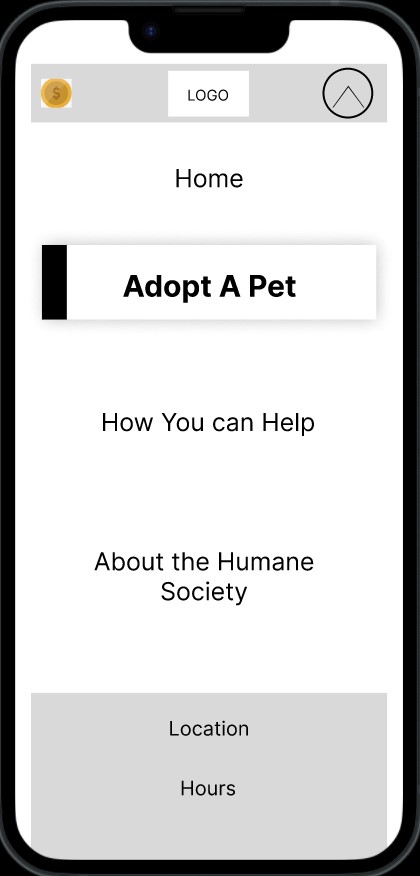 LOGO
Home
Adopt A Pet
How You can Help
About the Humane
Society
Location
Hours